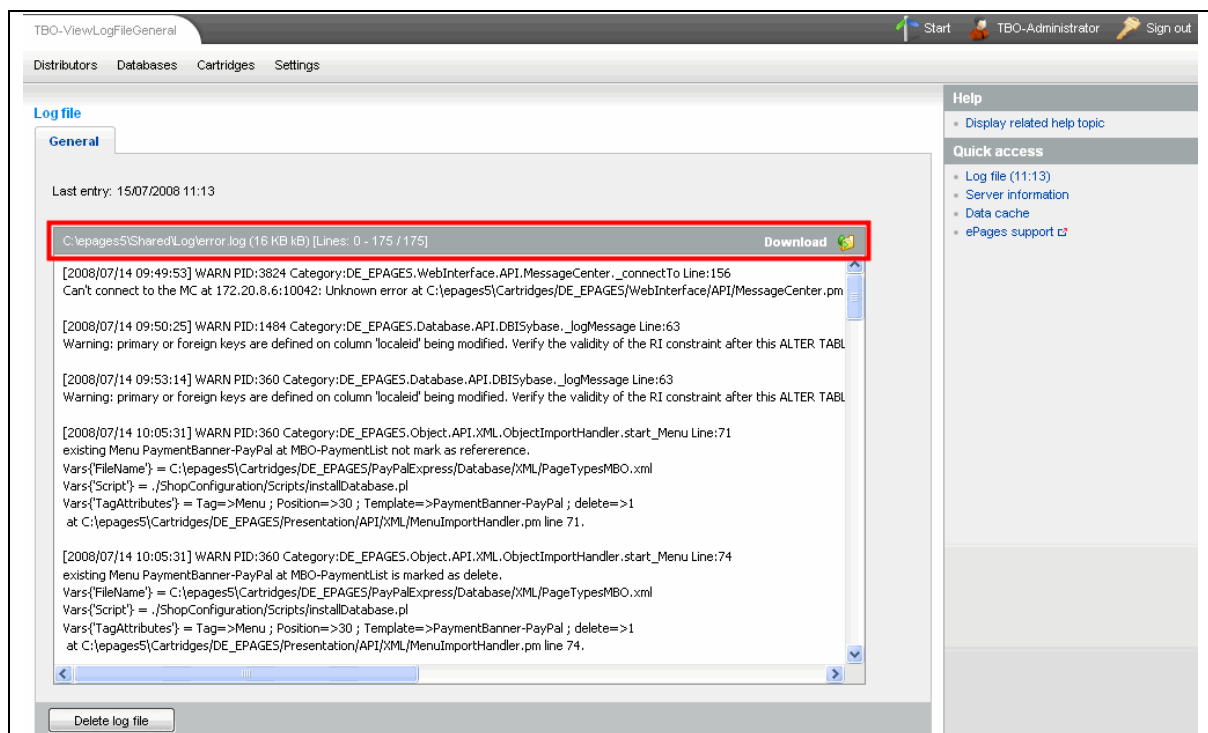 TBO-ViewLogFileGeneral
Start TBO-Administrator Sign out
Distributors Databases Cartridges Settings
Log file
General
Last entry: 15/07/2008 11:13
C:\epages5\Shared\Log\error.log (16 KB kB) [Lines: 0 - 175 / 175] Download
[2008/07/14 09:49:53] WARN PID:3824 Category:DE_EPAGES.WebInterface.API.MessageCenter._connectTo Line:156
Can't connect to the MC at 172.20.8.6:10042: Unknown error at C:\epages5\Cartridges/DE_EPAGES/WebInterface/API/MessageCenter.pm
[2008/07/14 09:50:25] WARN PID:1484 Category:DE_EPAGES.Database.API.DBISybase._logMessage Line:63
Warning: primary or foreign keys are defined on column 'localeid' being modified. Verify the validity of the RI constraint after this ALTER TABL
[2008/07/14 09:53:14] WARN PID:360 Category:DE_EPAGES.Database.API.DBISybase._logMessage Line:63
Warning: primary or foreign keys are defined on column 'localeid' being modified. Verify the validity of the RI constraint after this ALTER TABL
[2008/07/14 10:05:31] WARN PID:360 Category:DE_EPAGES.Object.API.XML.ObjectImportHandler.start_Menu Line:71
existing Menu PaymentBanner-PayPal at MBO-PaymentList not mark as refererence.
Vars{'FileName'} = C:\epages5\Cartridges/DE_EPAGES/PayPalExpress/Database/XML/PageTypesMBO.xml
Vars{'Script'} = ./ShopConfiguration/Scripts/installDatabase.pl
Vars{'TagAttributes'} = Tag=>Menu ; Position=>30 ; Template=>PaymentBanner-PayPal ; delete=>1
at C:\epages5\Cartridges/DE_EPAGES/Presentation/API/XML/MenuImportHandler.pm line 71.
[2008/07/14 10:05:31] WARN PID:360 Category:DE_EPAGES.Object.API.XML.ObjectImportHandler.start_Menu Line:74
existing Menu PaymentBanner-PayPal at MBO-PaymentList is marked as delete.
Vars{'FileName'} = C:\epages5\Cartridges/DE_EPAGES/PayPalExpress/Database/XML/PageTypesMBO.xml
Vars{'Script'} = ./ShopConfiguration/Scripts/installDatabase.pl
Vars{'TagAttributes'} = Tag=>Menu ; Position=>30 ; Template=>PaymentBanner-PayPal ; delete=>1
at C:\epages5\Cartridges/DE_EPAGES/Presentation/API/XML/MenuImportHandler.pm line 74.
Delete log file
Help
Display related help topic
Quick access
Log file (11:13)
Server information
Data cache
ePages support